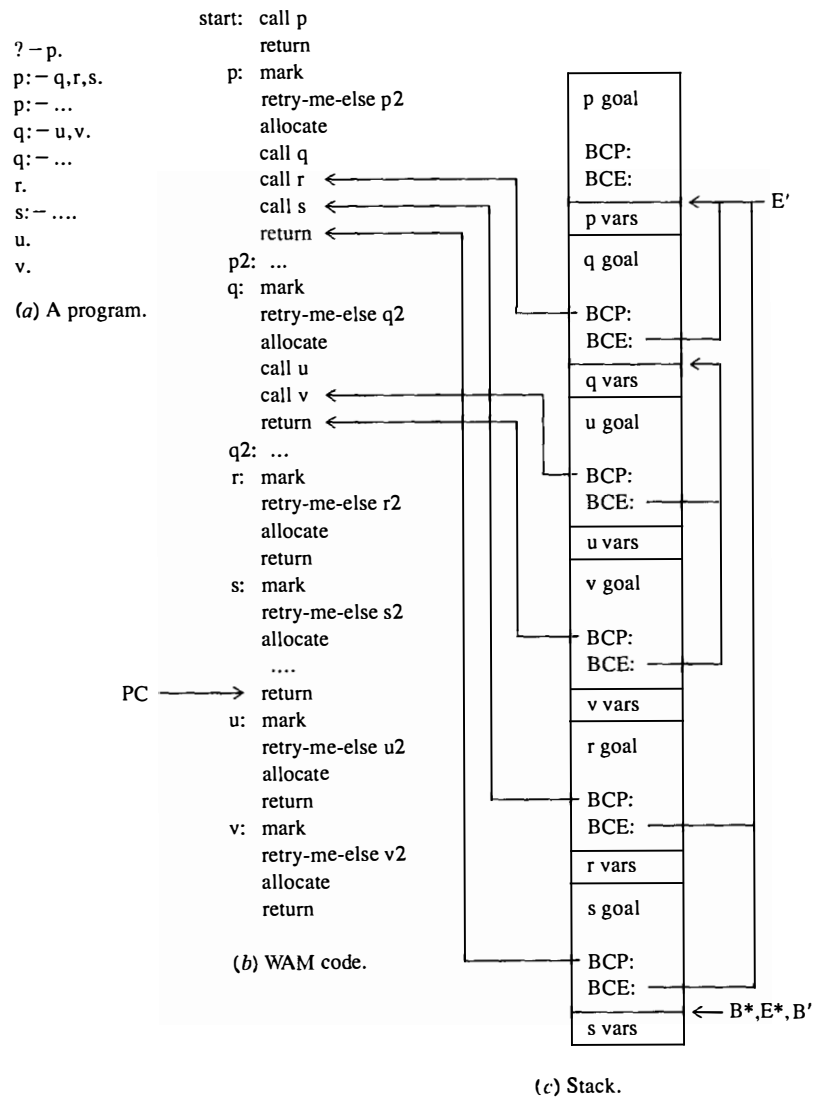 ?–p.
p:– q,r,s.
p:– ...
q:– u,v.
q:– ...
r.
s:– ....
u.
v.
(a) A program.
start: call p
return
p: mark
retry-me-else p2
allocate
call q
call r
call s
return
p2: ...
q: mark
retry-me-else q2
allocate
call u
call v
return
q2: ...
r: mark
retry-me-else r2
allocate
return
s: mark
retry-me-else s2
allocate
....
PC
return
u: mark
retry-me-else u2
allocate
return
v: mark
retry-me-else v2
allocate
return
(b) WAM code.
p goal
BCP:
BCE:
E′
p vars
q goal
BCP:
BCE:
q vars
u goal
BCP:
BCE:
u vars
v goal
BCP:
BCE:
v vars
r goal
BCP:
BCE:
r vars
s goal
BCP:
BCE:
B*,E*,B′
s vars
(c) Stack.